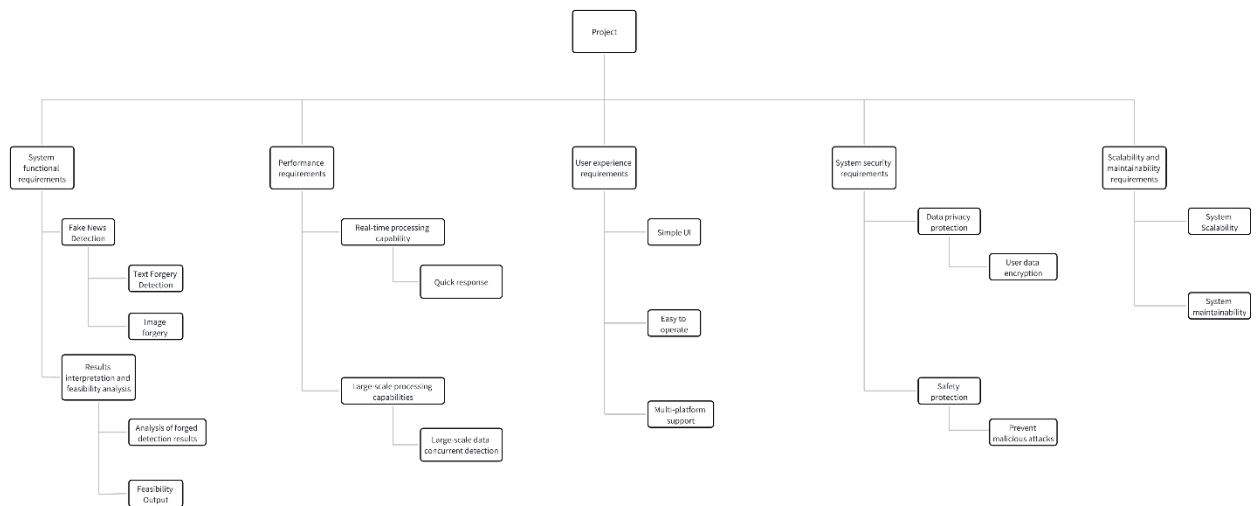 Project
System
functional
requirements
Performance
requirements
User experience
requirements
System security
requirements
Scalability and
maintainability
requirements
Fake News
Detection
Text Forgery
Detection
Image
forgery
Results
interpretation and
feasibility analysis
Analysis of forged
detection results
Feasibility
Output
Real-time processing
capability
Quick response
Large-scale processing
capabilities
Large-scale data
concurrent detection
Simple UI
Easy to
operate
Multi-platform
support
Data privacy
protection
User data
encryption
Safety
protection
Prevent
malicious attacks
System
Scalability
System
maintainability